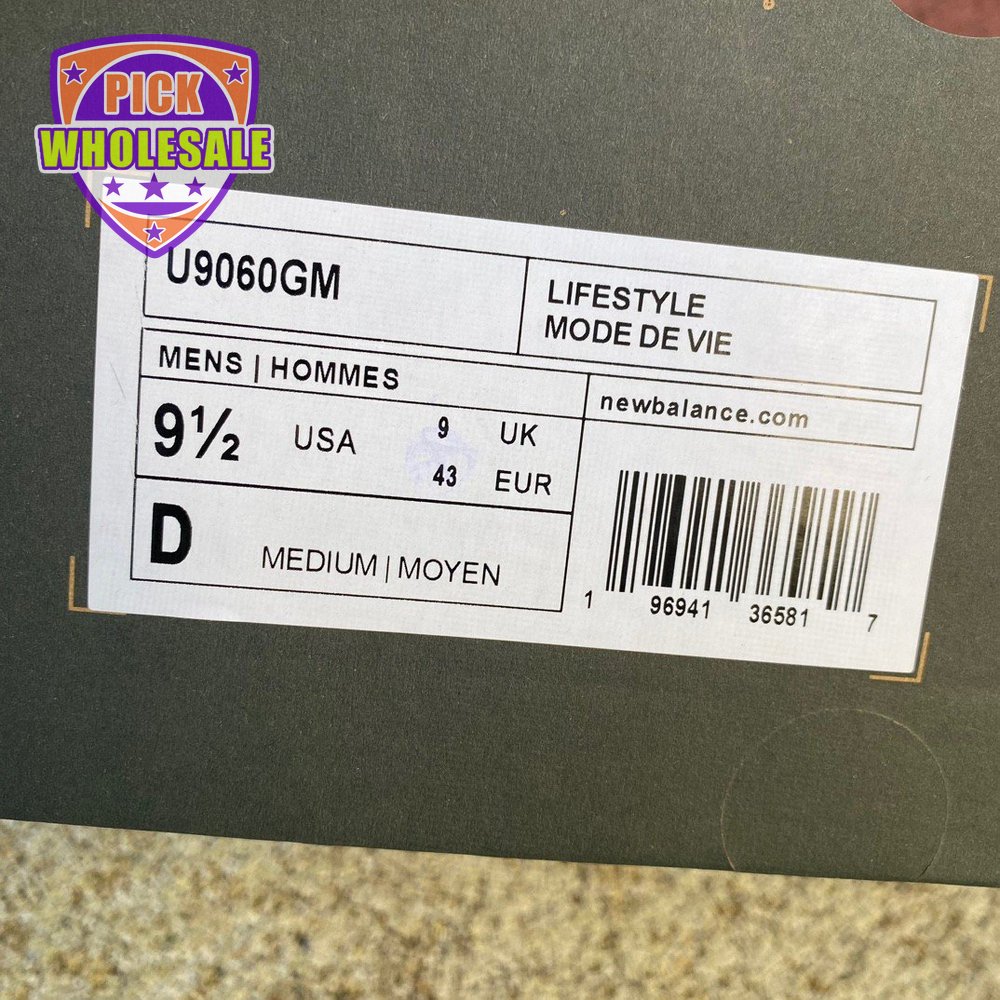 PICK
WHOLESALE
U9060GM
LIFESTYLE
MODE DE VIE
MENS | HOMMES
newbalance.com
9½ USA 9 UK
43 EUR
D MEDIUM | MOYEN
1 96941 36581 7